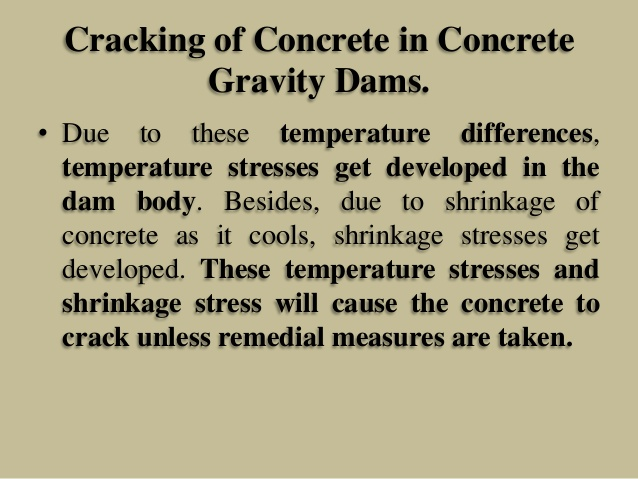 Cracking of Concrete in Concrete
Gravity Dams.
• Due to these temperature differences,
temperature stresses get developed in the
dam body. Besides, due to shrinkage of
concrete as it cools, shrinkage stresses get
developed. These temperature stresses and
shrinkage stress will cause the concrete to
crack unless remedial measures are taken.